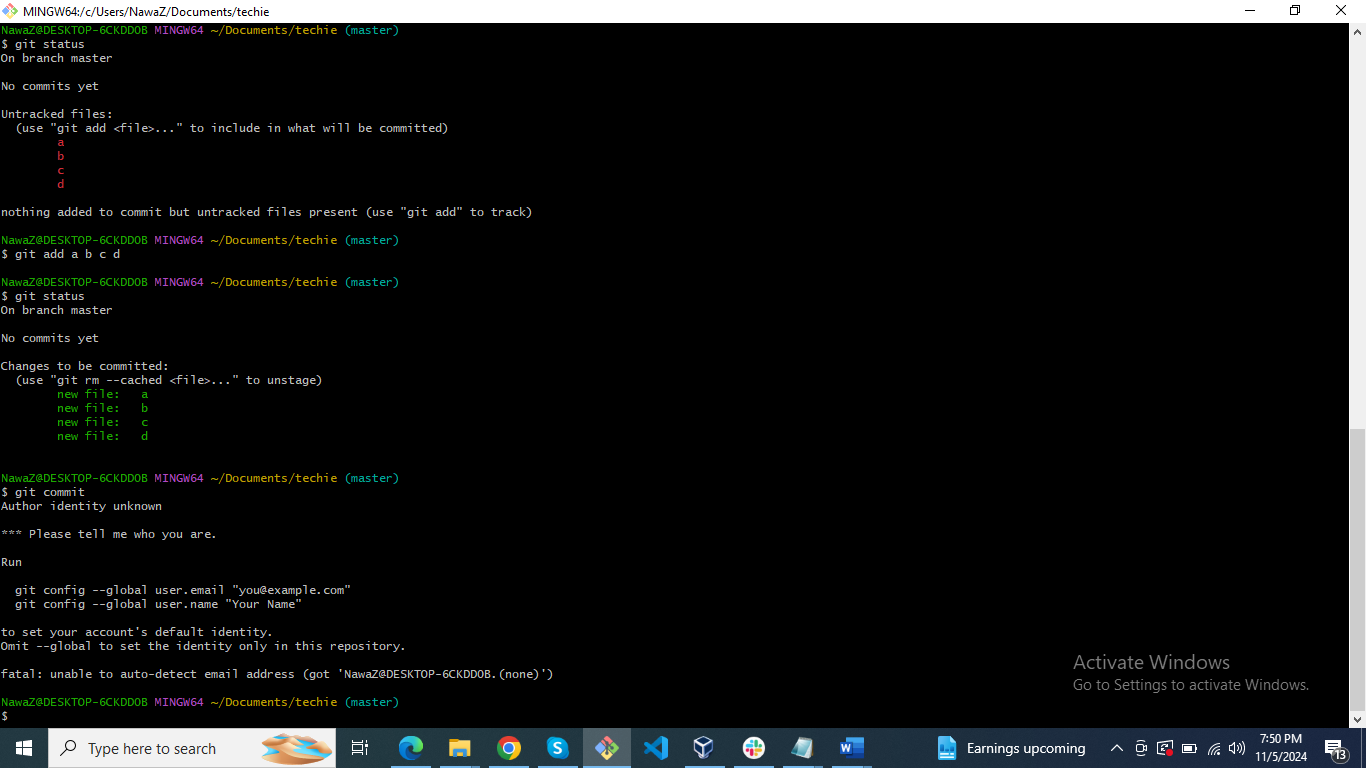 MINGW64:/c/Users/NawaZ/Documents/techie
NawaZ@DESKTOP-6CKDDOB MINGW64 ~/Documents/techie (master)
$ git status
On branch master
No commits yet
Untracked files:
(use "git add <file>..." to include in what will be committed)
a
b
c
d
nothing added to commit but untracked files present (use "git add" to track)
NawaZ@DESKTOP-6CKDDOB MINGW64 ~/Documents/techie (master)
$ git add a b c d
NawaZ@DESKTOP-6CKDDOB MINGW64 ~/Documents/techie (master)
$ git status
On branch master
No commits yet
Changes to be committed:
(use "git rm --cached <file>..." to unstage)
new file:   a
new file:   b
new file:   c
new file:   d
NawaZ@DESKTOP-6CKDDOB MINGW64 ~/Documents/techie (master)
$ git commit
Author identity unknown
*** Please tell me who you are.
Run
git config --global user.email "you@example.com"
git config --global user.name "Your Name"
to set your account's default identity.
Omit --global to set the identity only in this repository.
fatal: unable to auto-detect email address (got 'NawaZ@DESKTOP-6CKDDOB.(none)')
NawaZ@DESKTOP-6CKDDOB MINGW64 ~/Documents/techie (master)
$
Activate Windows
Go to Settings to activate Windows.
Type here to search
Earnings upcoming
7:50 PM
11/5/2024
13